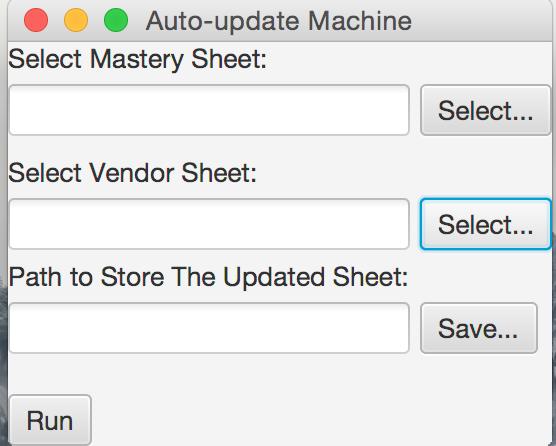 Auto-update Machine
Select Mastery Sheet:
Select...
Select Vendor Sheet:
Select...
Path to Store The Updated Sheet:
Save...
Run